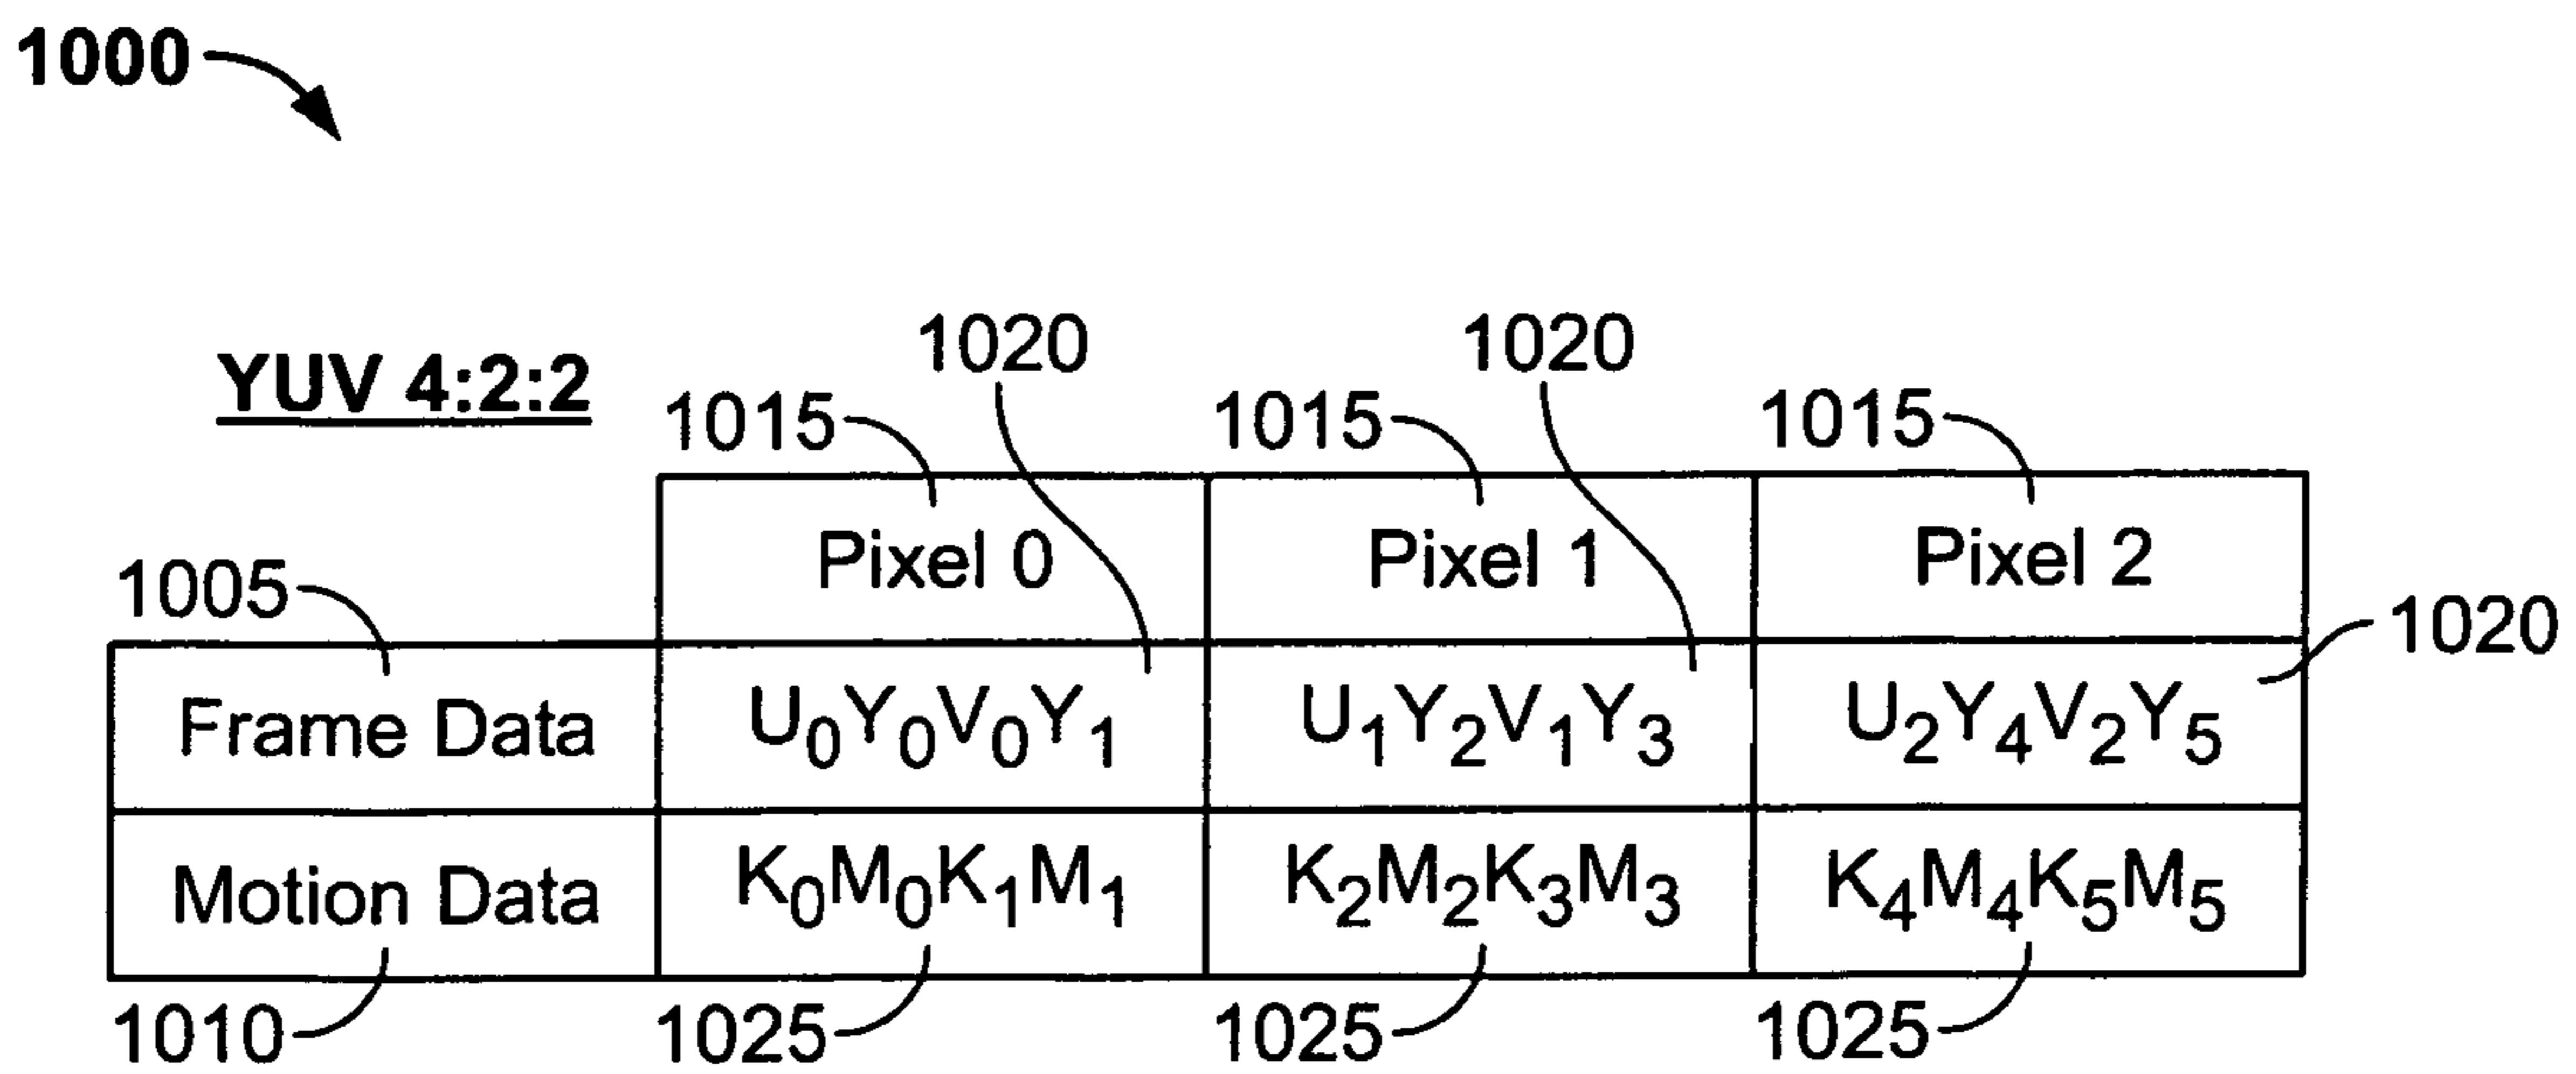 1000
YUV 4:2:2
1020 1020
1015 1015 1015
Pixel 0 Pixel 1 Pixel 2
1005 1020
Frame Data U₀Y₀V₀Y₁ U₁Y₂V₁Y₃ U₂Y₄V₂Y₅
Motion Data K₀M₀K₁M₁ K₂M₂K₃M₃ K₄M₄K₅M₅
1010 1025 1025 1025